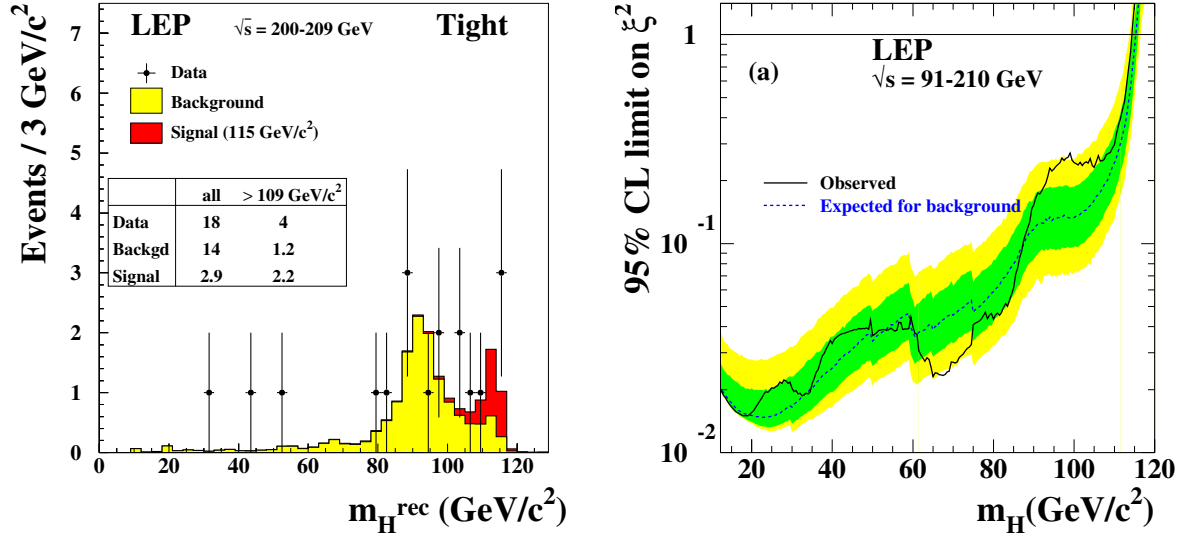 LEP √s = 200-209 GeV Tight
Data
Background
Signal (115 GeV/c²)
all > 109 GeV/c²
Data 18 4
Backgd 14 1.2
Signal 2.9 2.2
Events / 3 GeV/c²
7
6
5
4
3
2
1
0
0 20 40 60 80 100 120
m_H^rec (GeV/c²)
95% CL limit on ξ²
1
10⁻¹
10⁻²
(a)
LEP
√s = 91-210 GeV
Observed
Expected for background
20 40 60 80 100 120
m_H(GeV/c²)